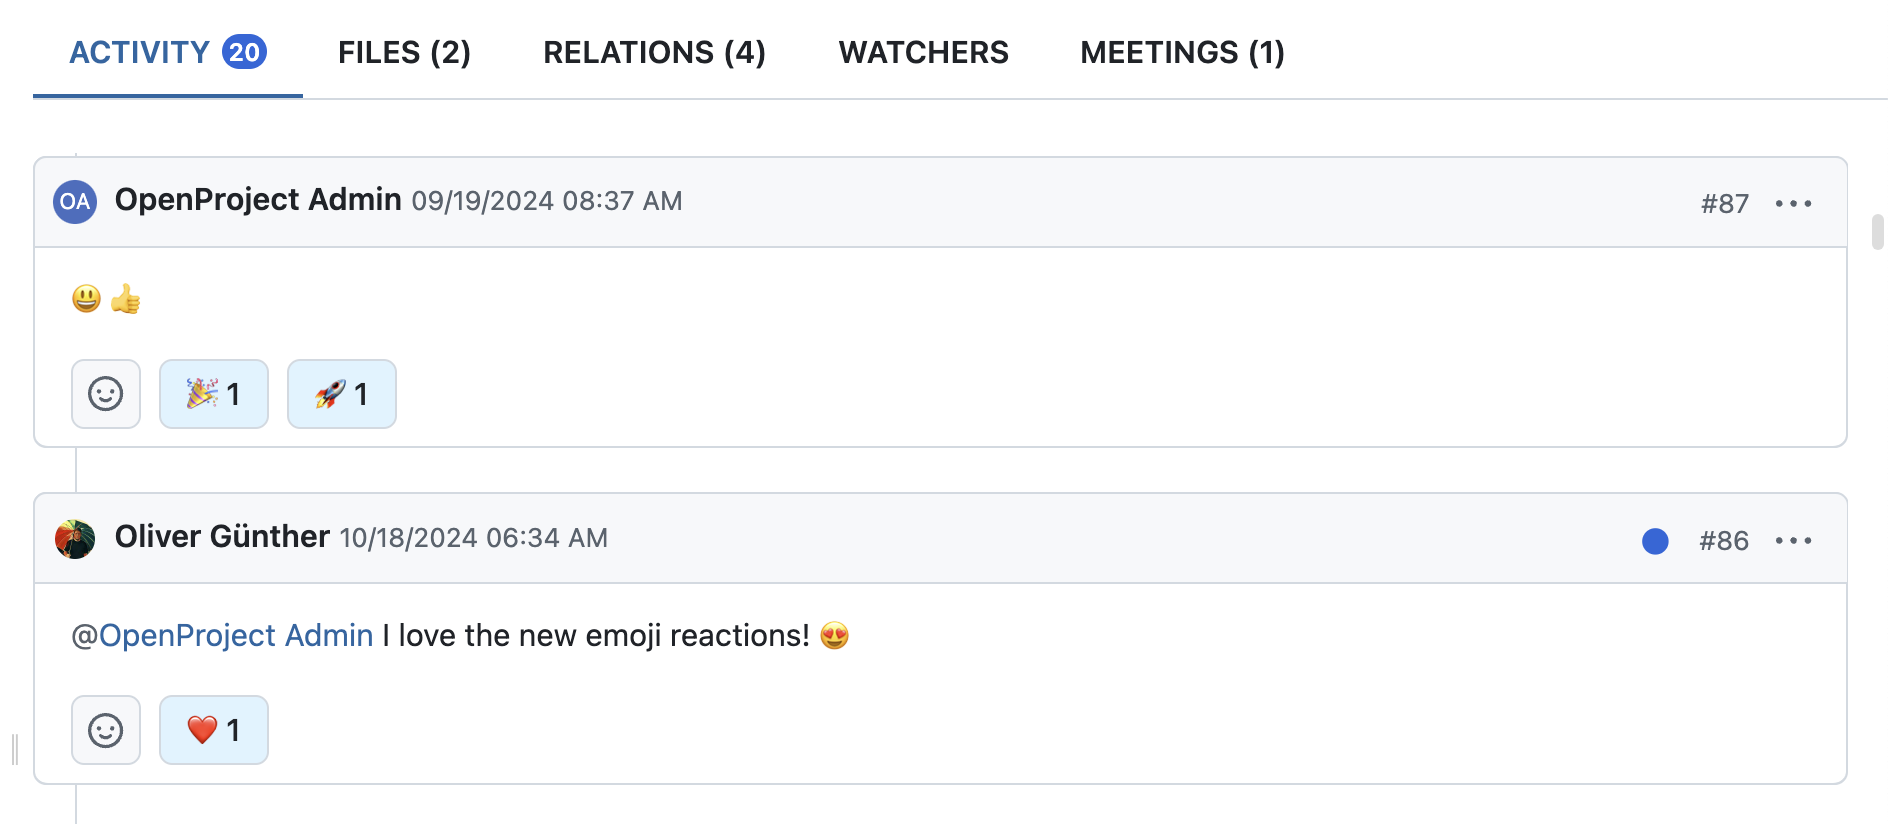 ACTIVITY 20 FILES (2) RELATIONS (4) WATCHERS MEETINGS (1)
OA OpenProject Admin 09/19/2024 08:37 AM #87 •••
😃 👍
🎉 1 🚀 1
Oliver Günther 10/18/2024 06:34 AM #86 •••
@OpenProject Admin I love the new emoji reactions! 😍
❤️ 1